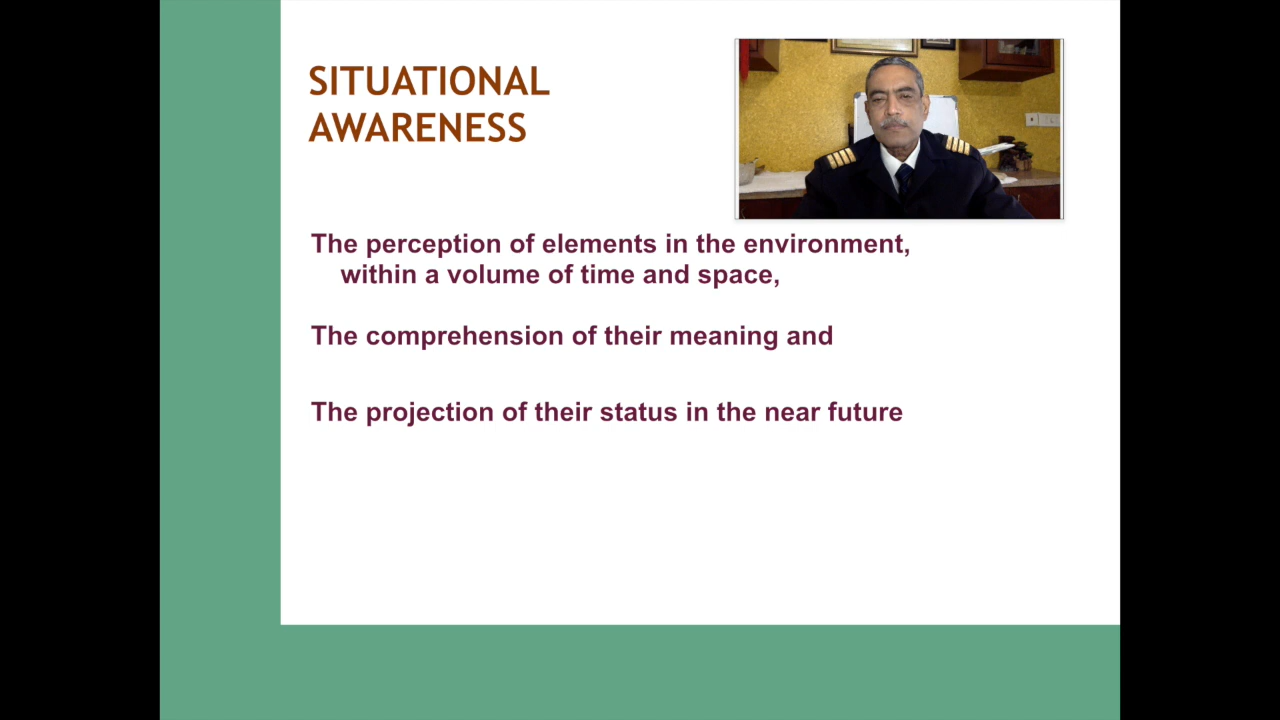 SITUATIONAL
AWARENESS
The perception of elements in the environment,
within a volume of time and space,
The comprehension of their meaning and
The projection of their status in the near future